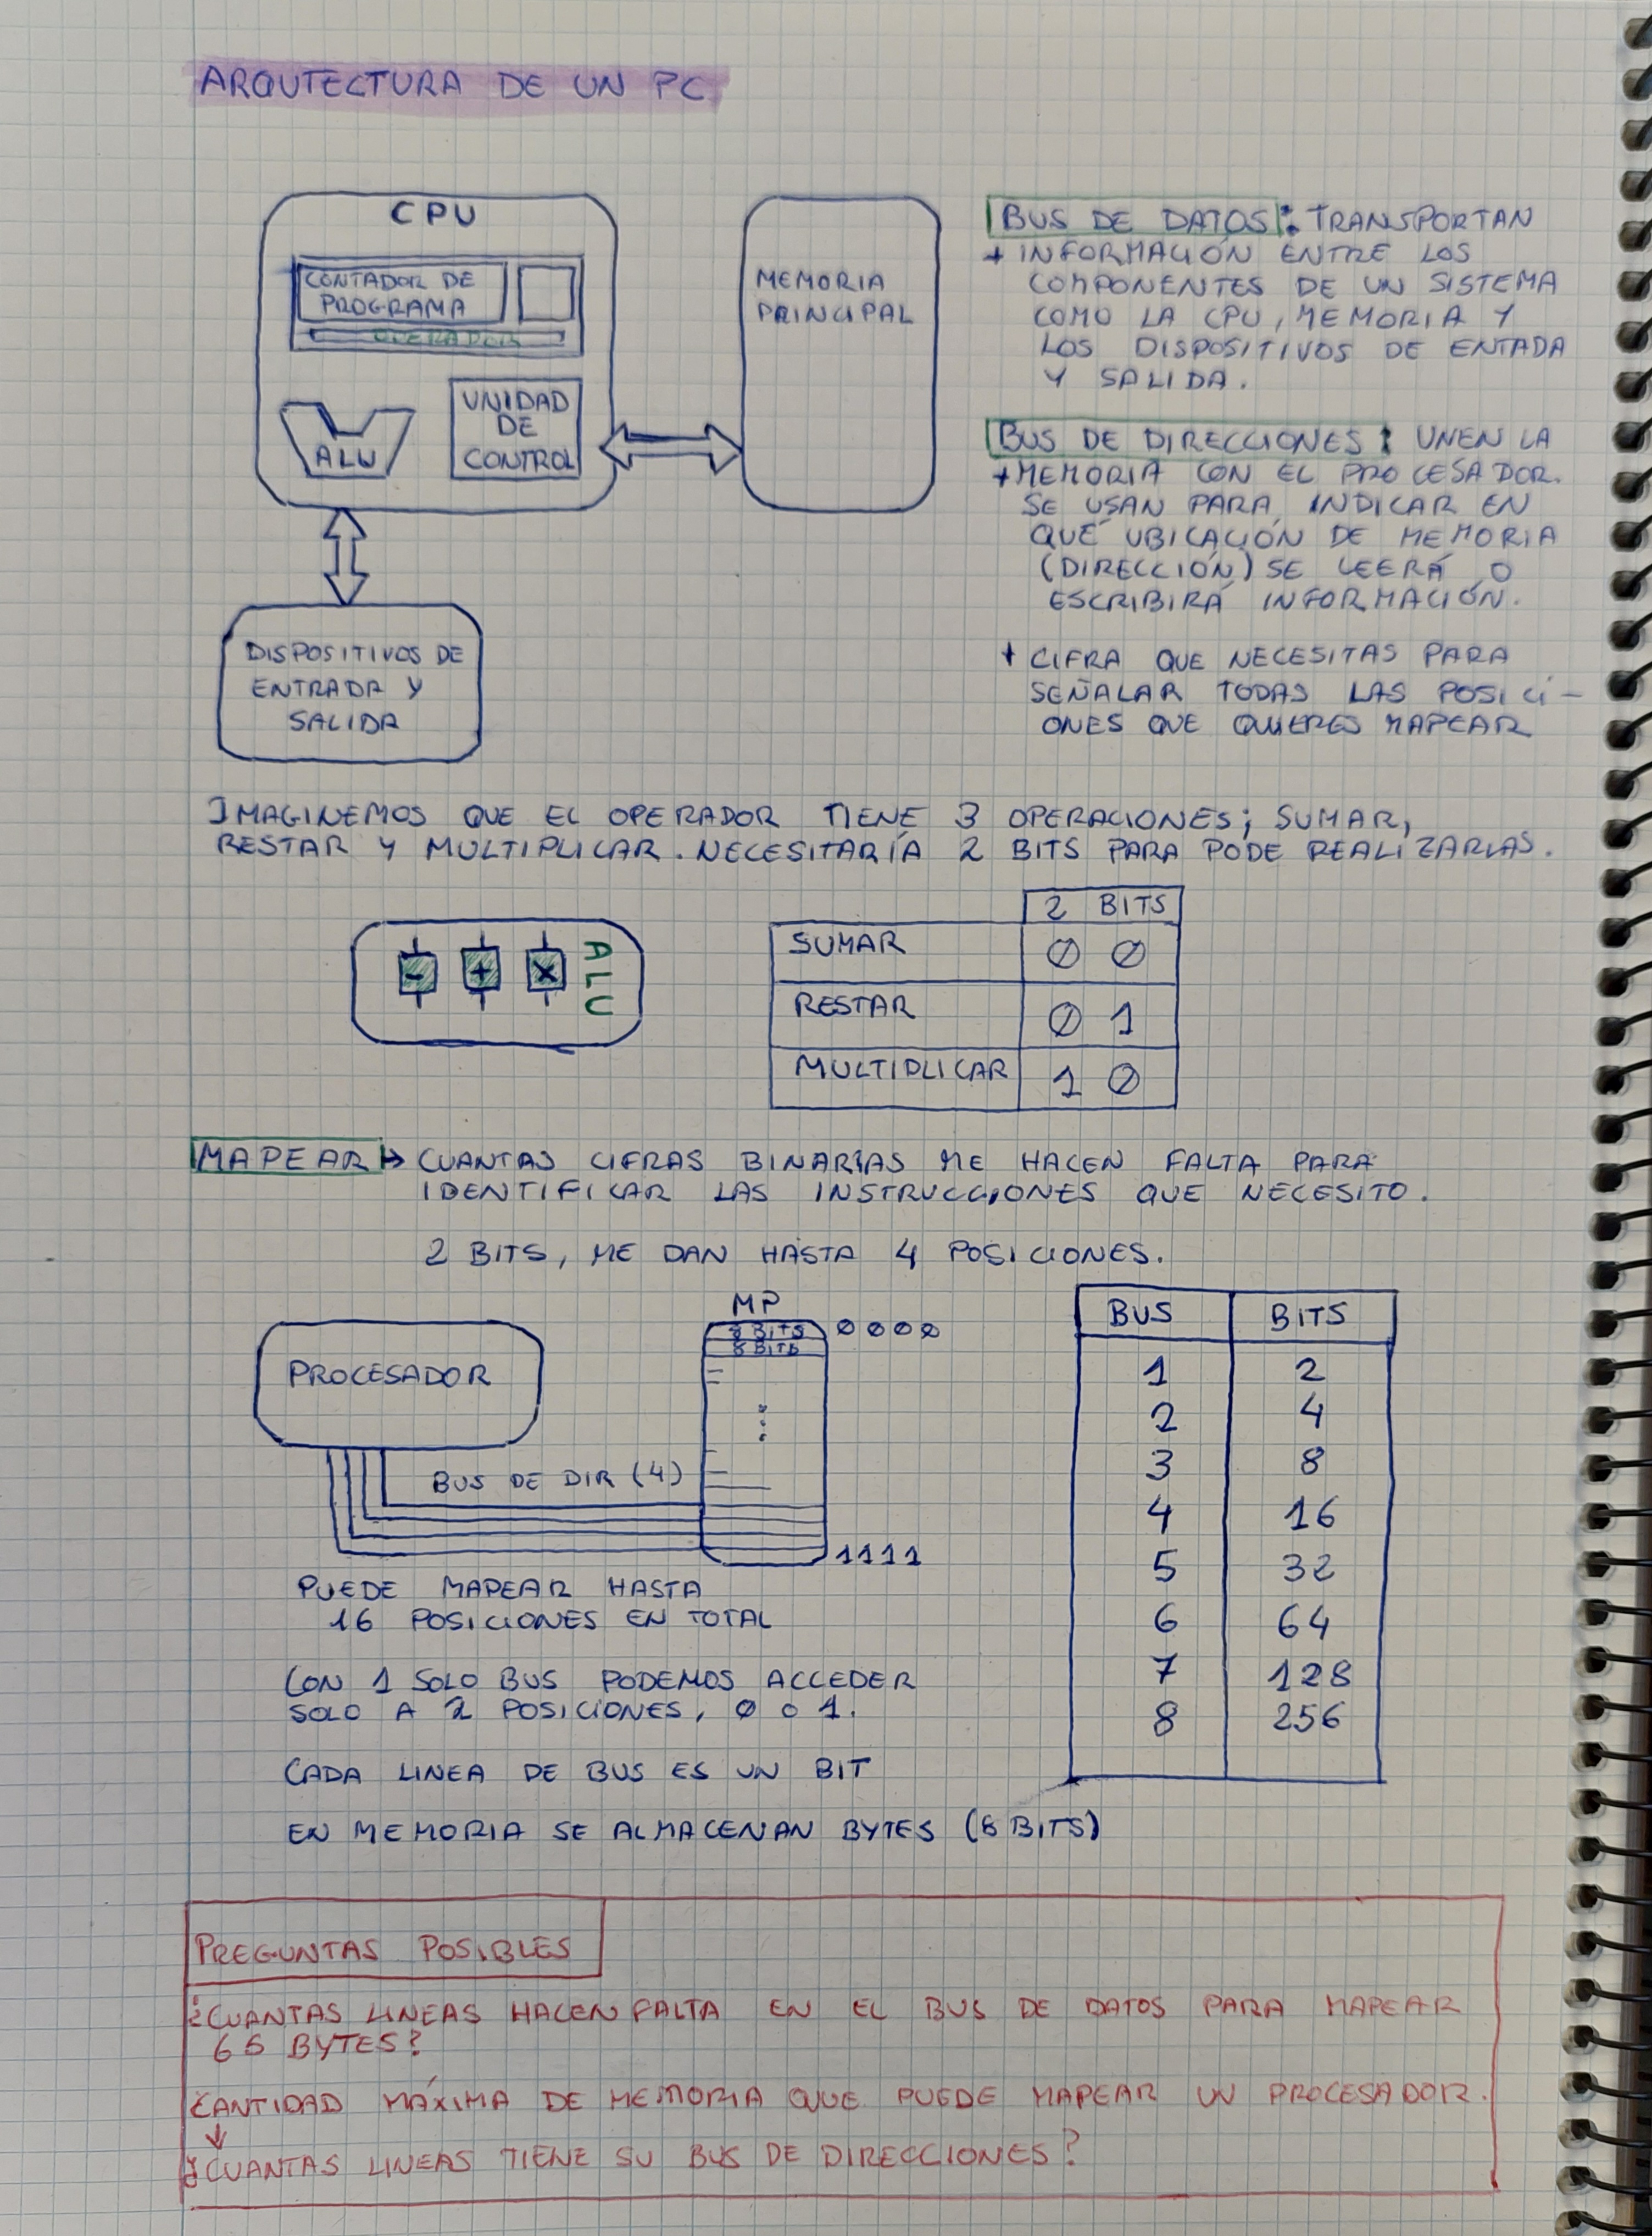 ARQUTECTURA DE UN PC
CPU
CONTADOR DE
PROGRAMA
OPERADOR
ALU
UNIDAD
DE
CONTROL
MEMORIA
PRINCIPAL
DISPOSITIVOS DE
ENTRADA Y
SALIDA
BUS DE DATOS: TRANSPORTAN
+ INFORMACIÓN ENTRE LOS
COMPONENTES DE UN SISTEMA
COMO LA CPU, MEMORIA Y
LOS DISPOSITIVOS DE ENTADA
Y SALIDA.
BUS DE DIRECCIONES: UNEN LA
+ MEMORIA CON EL PROCESADOR.
SE USAN PARA INDICAR EN
QUÉ UBICACIÓN DE MEMORIA
(DIRECCIÓN) SE LEERÁ O
ESCRIBIRÁ INFORMACIÓN.
+ CIFRA QUE NECESITAS PARA
SEÑALAR TODAS LAS POSICI-
ONES QUE QUIERES MAPEAR
IMAGINEMOS QUE EL OPERADOR TIENE 3 OPERACIONES; SUMAR,
RESTAR Y MULTIPLICAR. NECESITARÍA 2 BITS PARA PODE REALIZARLAS.
- + x ALU
2 BITS
SUMAR 0 0
RESTAR 0 1
MULTIPLICAR 1 0
MAPEAR → CUANTAS CIFRAS BINARIAS ME HACEN FALTA PARA
IDENTIFICAR LAS INSTRUCCIONES QUE NECESITO.
2 BITS, ME DAN HASTA 4 POSICIONES.
PROCESADOR
BUS DE DIR (4)
MP
8 BITS 0000
8 BITS
1111
PUEDE MAPEAR HASTA
16 POSICIONES EN TOTAL
CON 1 SOLO BUS PODEMOS ACCEDER
SOLO A 2 POSICIONES, 0 o 1.
CADA LINEA DE BUS ES UN BIT
EN MEMORIA SE ALMACENAN BYTES (8 BITS)
BUS BITS
1 2
2 4
3 8
4 16
5 32
6 64
7 128
8 256
PREGUNTAS POSIBLES
¿CUANTAS LINEAS HACEN FALTA EN EL BUS DE DATOS PARA MAPEAR
65 BYTES?
CANTIDAD MÁXIMA DE MEMORIA QUE PUEDE MAPEAR UN PROCESADOR.
↓
¿CUANTAS LINEAS TIENE SU BUS DE DIRECCIONES?